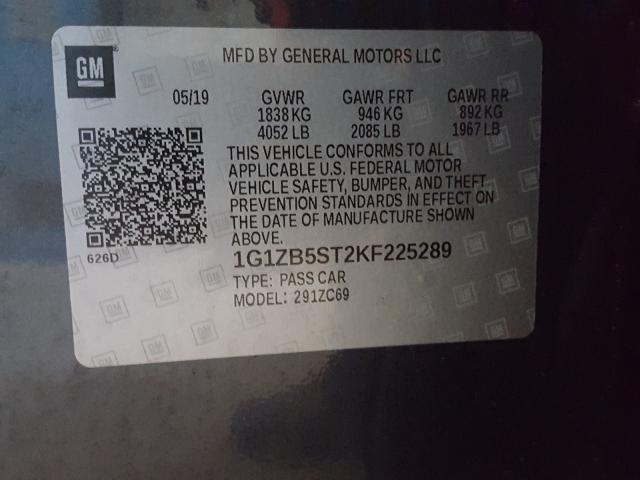 GM
MFD BY GENERAL MOTORS LLC
05/19 GVWR GAWR FRT GAWR RR
1838 KG 946 KG 892 KG
4052 LB 2085 LB 1967 LB
THIS VEHICLE CONFORMS TO ALL
APPLICABLE U.S. FEDERAL MOTOR
VEHICLE SAFETY, BUMPER, AND THEFT
PREVENTION STANDARDS IN EFFECT ON
THE DATE OF MANUFACTURE SHOWN
ABOVE.
626D
1G1ZB5ST2KF225289
TYPE: PASS CAR
MODEL: 291ZC69